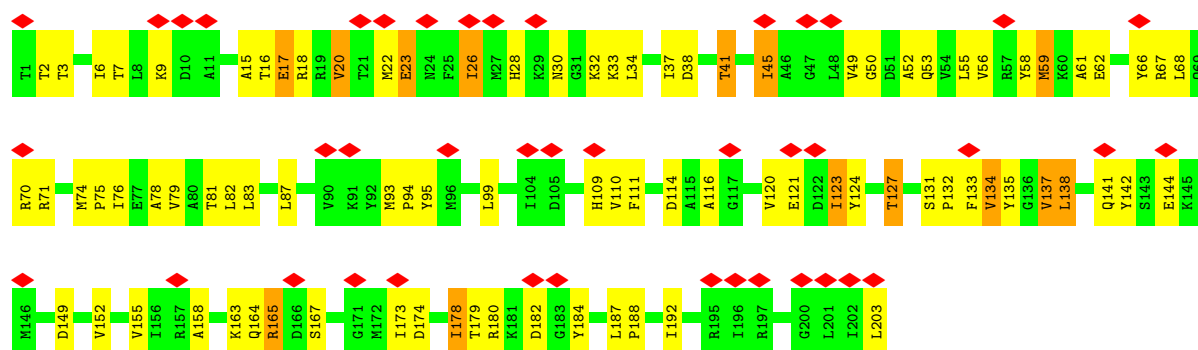 T1 T2 T3 I6 T7 L8 K9 D10 A11 A15 T16 E17 R18 R19 V20 T21 M22 E23 N24 F25 I26 M27 H28 K29 N30 G31 K32 K33 L34 I37 D38 T41 I45 A46 G47 L48 V49 G50 D51 A52 Q53 V54 L55 V56 R57 Y58 M59 K60 A61 E62 Y66 R67 L68
R70 R71 M74 P75 I76 E77 A78 V79 A80 T81 L82 L83 L87 V90 K91 Y92 M93 P94 Y95 M96 L99 I104 D105 H109 V110 F111 D114 A115 A116 G117 V120 E121 D122 I123 Y124 T127 S131 P132 F133 V134 Y135 G136 V137 L138 Q141 Y142 S143 E144 K145
M146 D149 V152 V155 I156 R157 A158 K163 Q164 R165 D166 S167 G171 M172 I173 D174 I178 T179 R180 K181 D182 G183 Y184 L187 P188 I192 R195 I196 R197 G200 L201 I202 L203